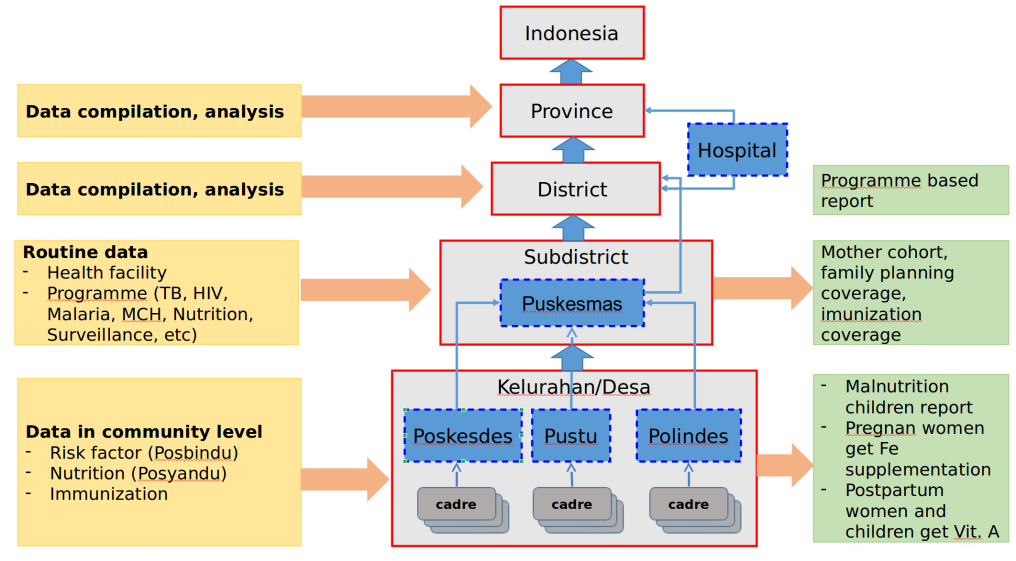 Indonesia
Data compilation, analysis
Province
Hospital
Data compilation, analysis
District
Programme based
report
Routine data
- Health facility
- Programme (TB, HIV,
Malaria, MCH, Nutrition,
Surveillance, etc)
Subdistrict
Puskesmas
Mother cohort,
family planning
coverage,
imunization
coverage
Data in community level
- Risk factor (Posbindu)
- Nutrition (Posyandu)
- Immunization
Kelurahan/Desa
Poskesdes
Pustu
Polindes
cadre
cadre
cadre
- Malnutrition
children report
- Pregnan women
get Fe
supplementation
- Postpartum
women and
children get Vit. A